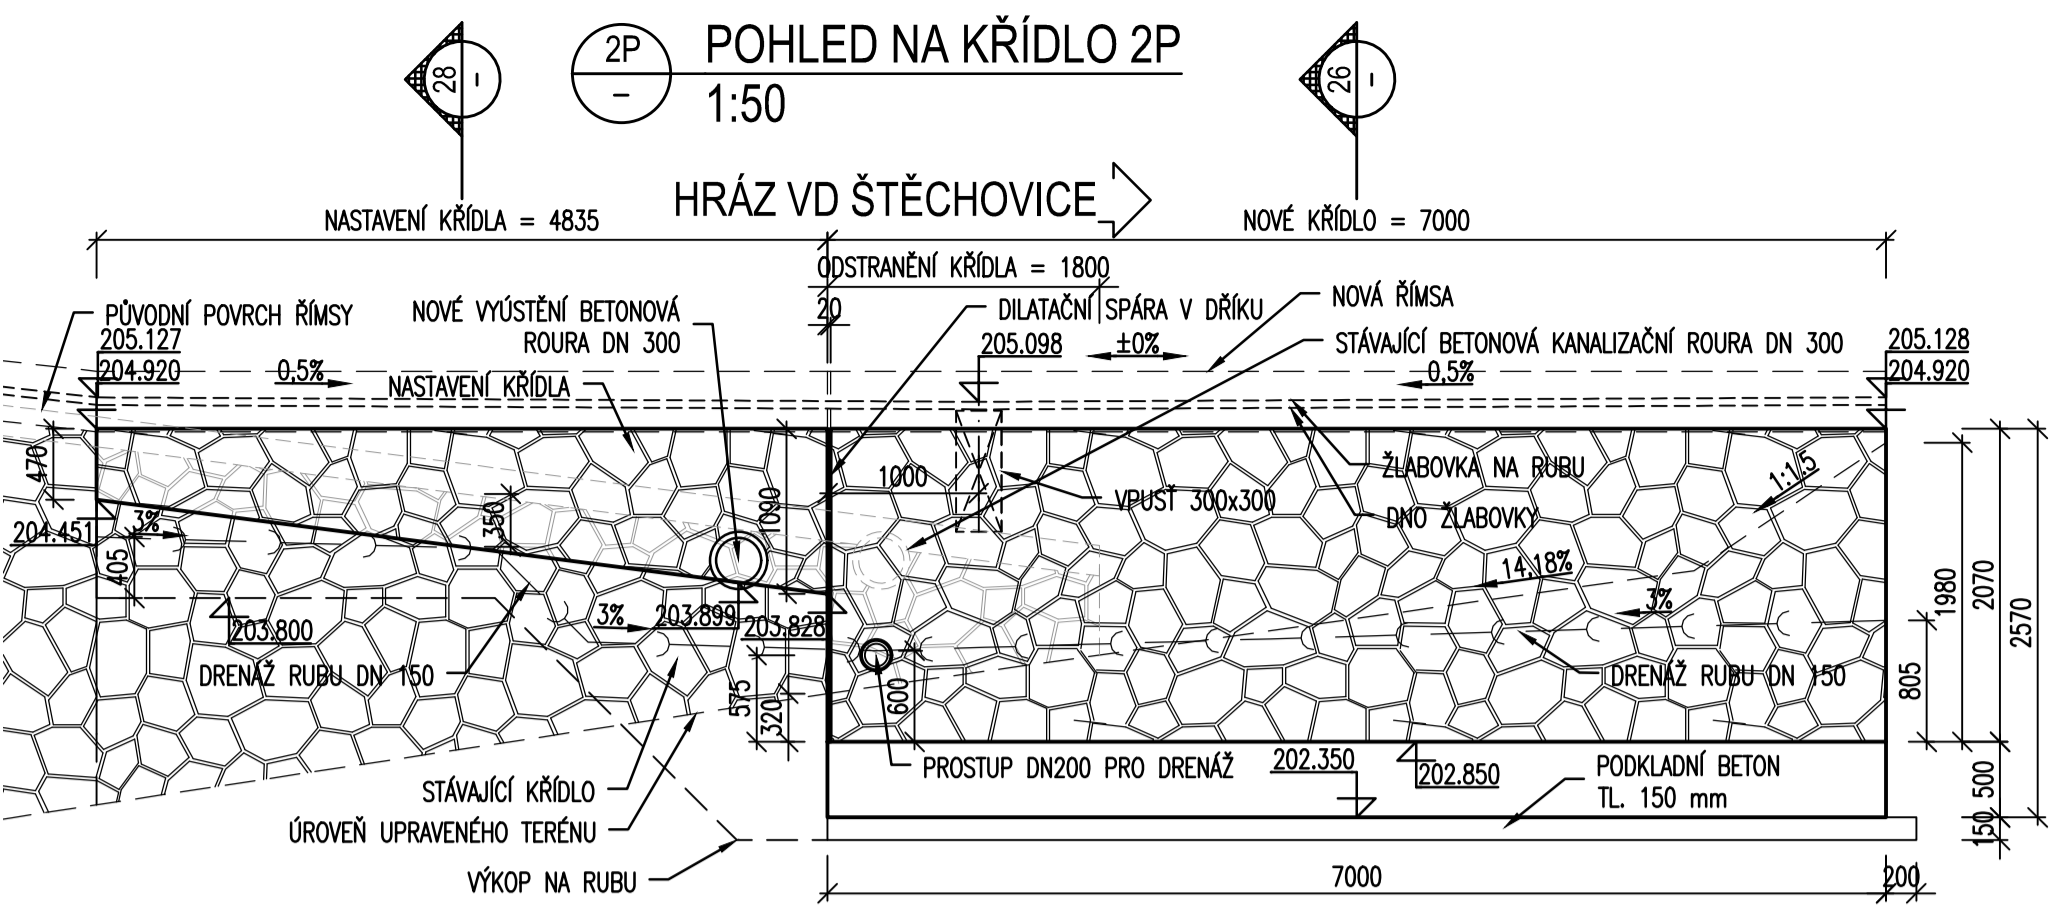 28
–
2P
–
POHLED NA KŘÍDLO 2P
1:50
26
–
HRÁZ VD ŠTĚCHOVICE
NASTAVENÍ KŘÍDLA = 4835
NOVÉ KŘÍDLO = 7000
ODSTRANĚNÍ KŘÍDLA = 1800
20
PŮVODNÍ POVRCH ŘÍMSY
NOVÉ VYÚSTĚNÍ BETONOVÁ
ROURA DN 300
DILATAČNÍ SPÁRA V DŘÍKU
NOVÁ ŘÍMSA
STÁVAJÍCÍ BETONOVÁ KANALIZAČNÍ ROURA DN 300
205.127
204.920
0,5%
NASTAVENÍ KŘÍDLA
205.098
±0%
0,5%
205.128
204.920
470
1000
VPUSŤ 300x300
ŽLABOVKA NA RUBU
DNO ŽLABOVKY
1:1.5
204.451
3%
405
350
1090
14,18%
3%
203.800
3%
203.899
203.828
DRENÁŽ RUBU DN 150
575
320
600
DRENÁŽ RUBU DN 150
805
1980
2070
2570
STÁVAJÍCÍ KŘÍDLO
ÚROVEŇ UPRAVENÉHO TERÉNU
VÝKOP NA RUBU
PROSTUP DN200 PRO DRENÁŽ
202.350
202.850
PODKLADNÍ BETON
TL. 150 mm
500
150
7000
200